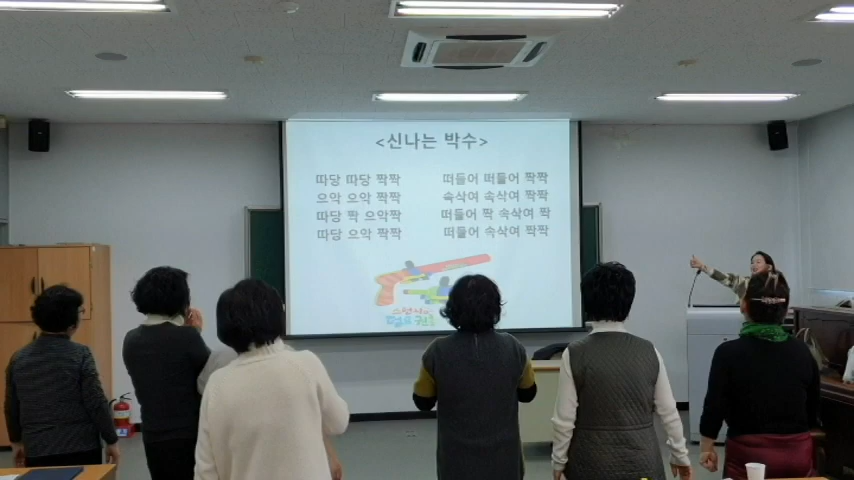 <신나는 박수>
따당 따당 짝짝
으악 으악 짝짝
따당 짝 으악짝
따당 으악 짝짝
떠들어 떠들어 짝짝
속삭여 속삭여 짝짝
떠들어 짝 속삭여 짝
떠들어 속삭여 짝짝